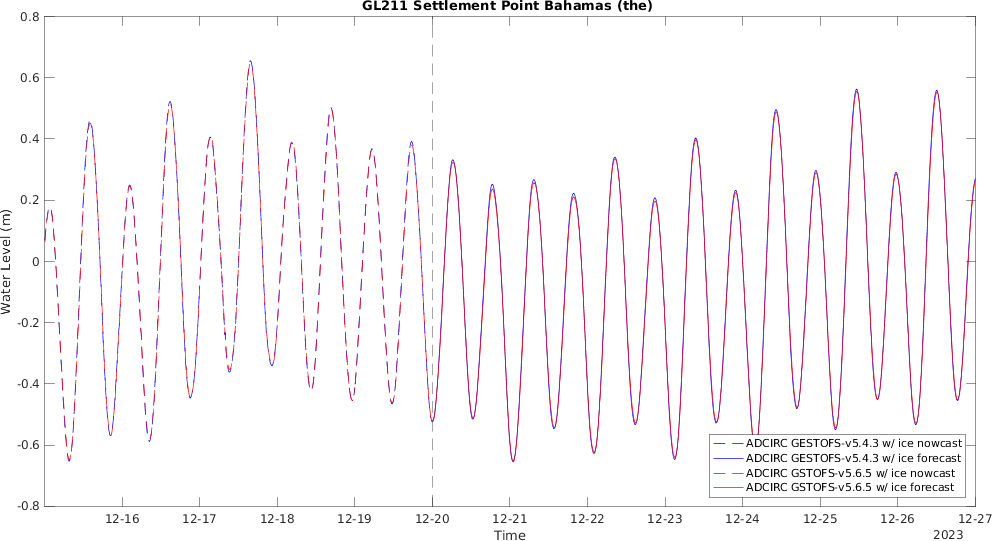 GL211 Settlement Point Bahamas (the)
0.8
0.6
0.4
0.2
0
-0.2
-0.4
-0.6
-0.8
Water Level (m)
ADCIRC GESTOFS-v5.4.3 w/ ice nowcast
ADCIRC GESTOFS-v5.4.3 w/ ice forecast
ADCIRC GSTOFS-v5.6.5 w/ ice nowcast
ADCIRC GSTOFS-v5.6.5 w/ ice forecast
12-16 12-17 12-18 12-19 12-20 12-21 12-22 12-23 12-24 12-25 12-26 12-27
Time
2023